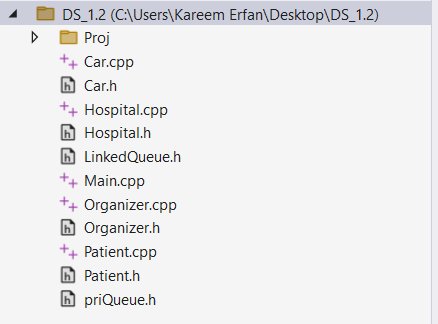 DS_1.2 (C:\Users\Kareem Erfan\Desktop\DS_1.2)
Proj
Car.cpp
Car.h
Hospital.cpp
Hospital.h
LinkedQueue.h
Main.cpp
Organizer.cpp
Organizer.h
Patient.cpp
Patient.h
priQueue.h